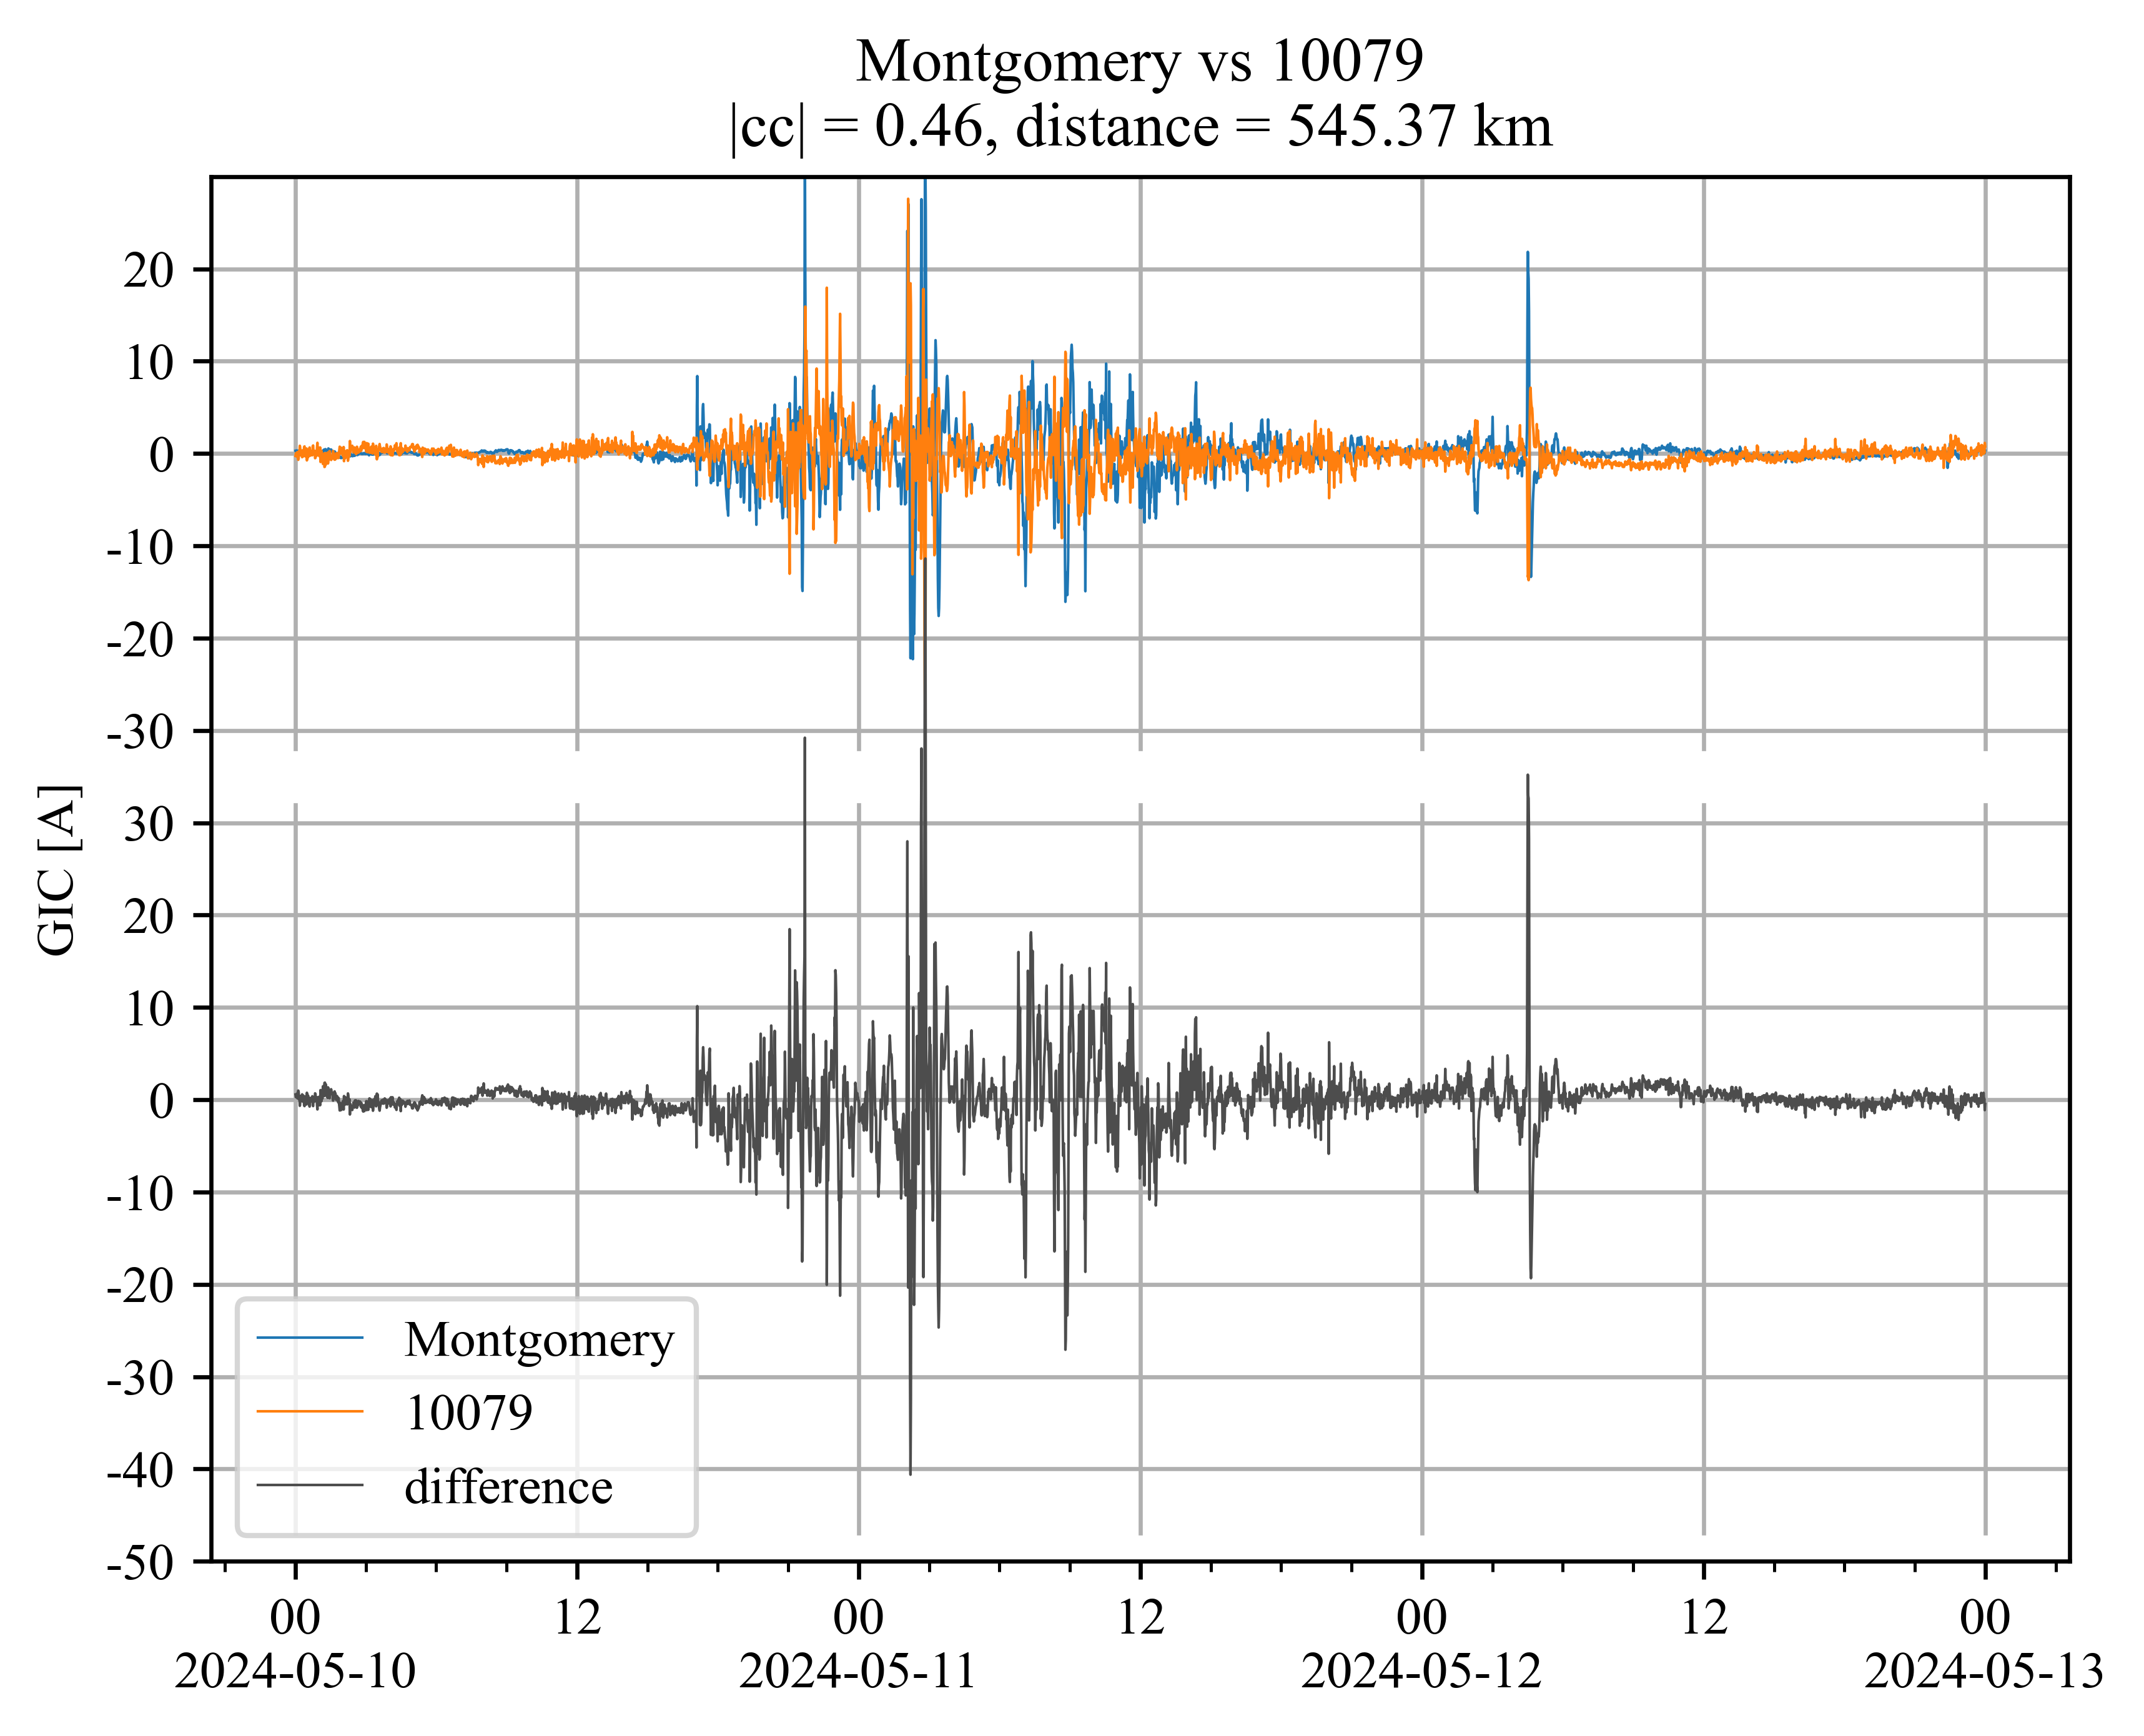 Montgomery vs 10079
|cc| = 0.46, distance = 545.37 km
20
10
0
-10
-20
-30
30
20
10
0
-10
-20
-30
-40
-50
GIC [A]
Montgomery
10079
difference
00 12 00 12 00 12 00
2024-05-10 2024-05-11 2024-05-12 2024-05-13